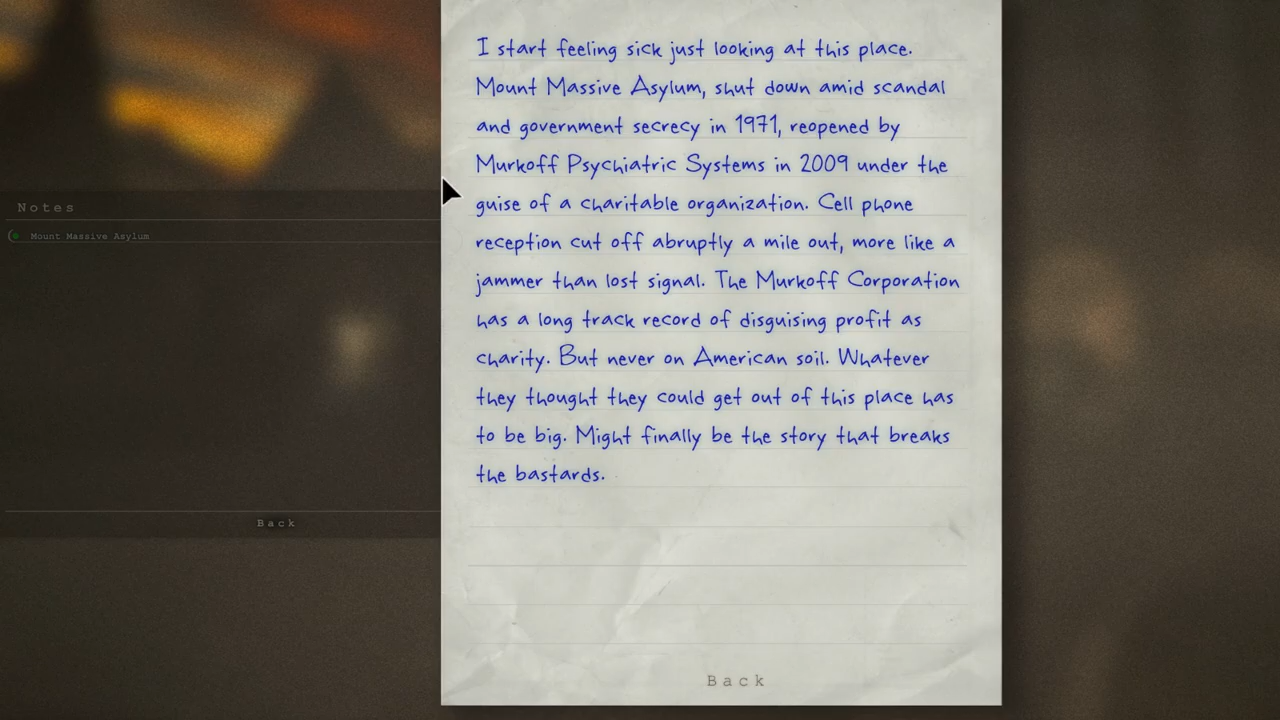 Notes
Mount Massive Asylum
Back
I start feeling sick just looking at this place.
Mount Massive Asylum, shut down amid scandal
and government secrecy in 1971, reopened by
Murkoff Psychiatric Systems in 2009 under the
guise of a charitable organization. Cell phone
reception cut off abruptly a mile out, more like a
jammer than lost signal. The Murkoff Corporation
has a long track record of disguising profit as
charity. But never on American soil. Whatever
they thought they could get out of this place has
to be big. Might finally be the story that breaks
the bastards.
Back